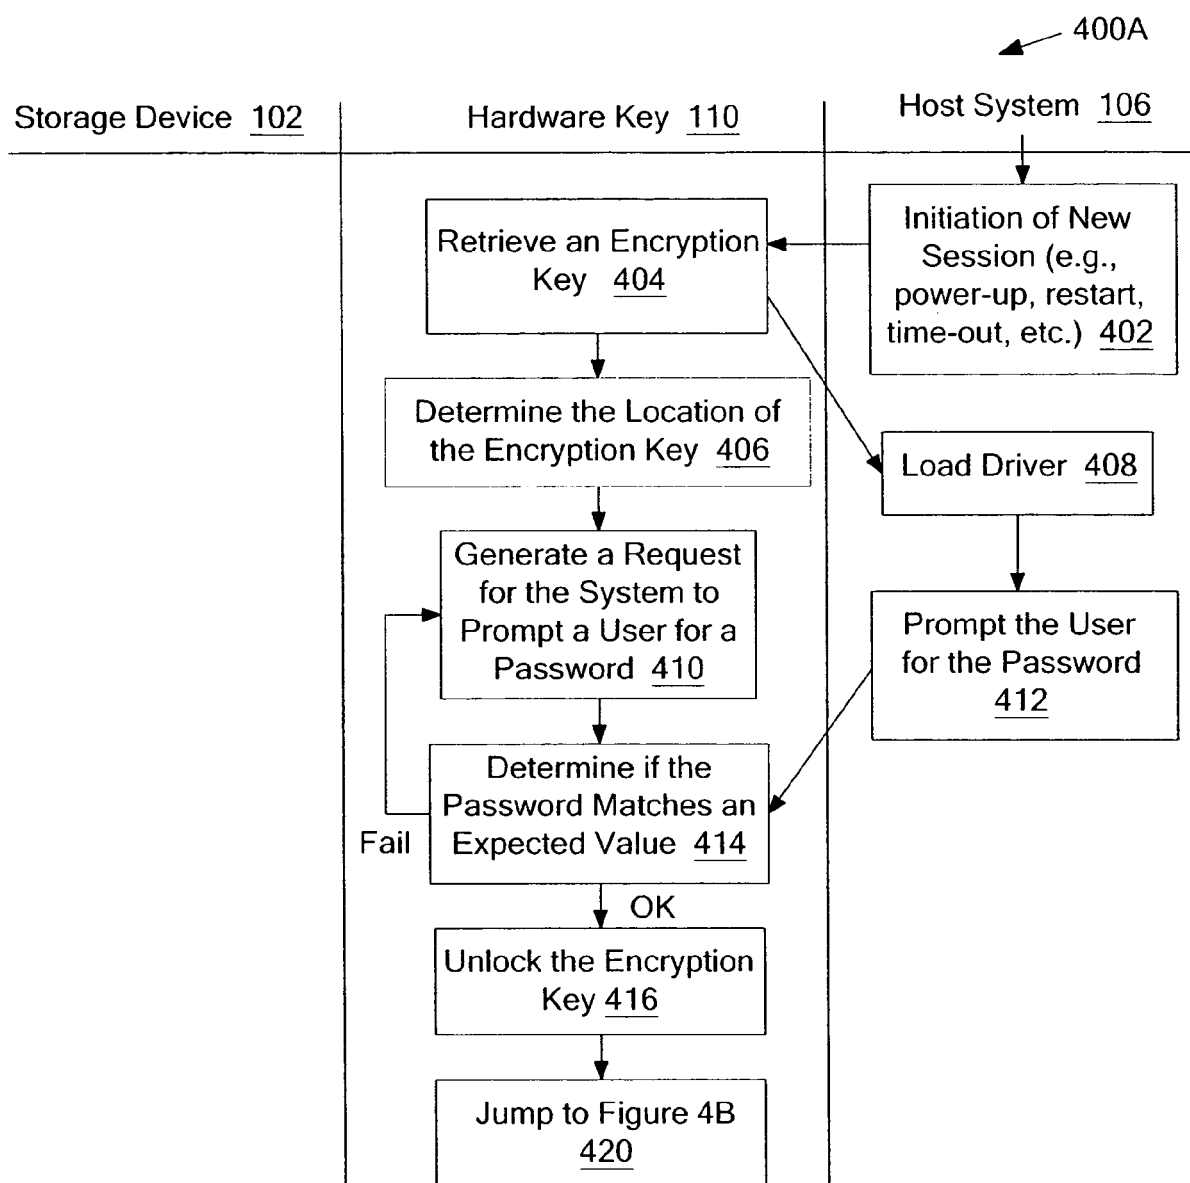 400A
Storage Device 102
Hardware Key 110
Host System 106
Retrieve an Encryption
Key 404
Initiation of New
Session (e.g.,
power-up, restart,
time-out, etc.) 402
Determine the Location of
the Encryption Key 406
Load Driver 408
Generate a Request
for the System to
Prompt a User for a
Password 410
Prompt the User
for the Password
412
Determine if the
Password Matches an
Expected Value 414
Fail
OK
Unlock the Encryption
Key 416
Jump to Figure 4B
420